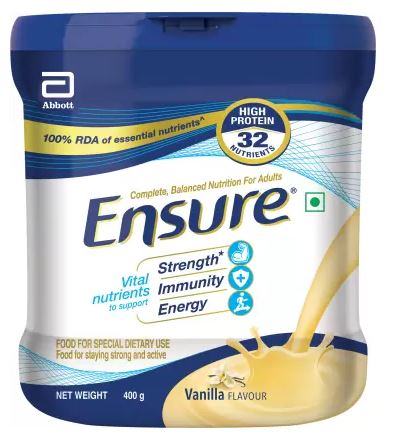 Abbott
100% RDA of essential nutrients^
HIGH
PROTEIN
32
NUTRIENTS
Complete, Balanced Nutrition For Adults
Ensure®
Vital
nutrients
to support
Strength*
Immunity
Energy
FOOD FOR SPECIAL DIETARY USE
Food for staying strong and active
NET WEIGHT 400 g
Vanilla FLAVOUR